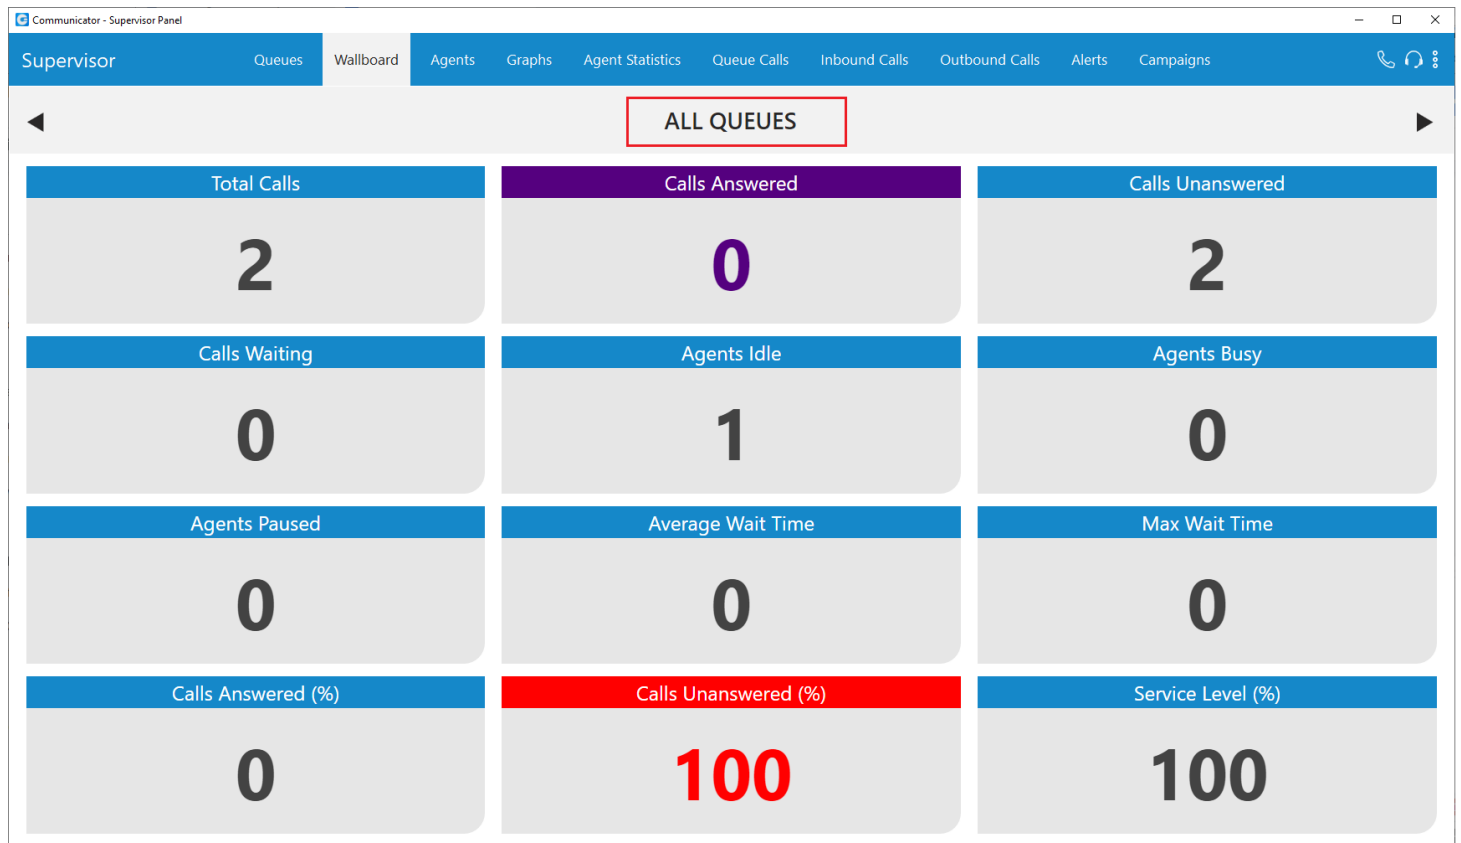 Communicator - Supervisor Panel
Supervisor Queues Wallboard Agents Graphs Agent Statistics Queue Calls Inbound Calls Outbound Calls Alerts Campaigns
ALL QUEUES
Total Calls Calls Answered Calls Unanswered
2 0 2
Calls Waiting Agents Idle Agents Busy
0 1 0
Agents Paused Average Wait Time Max Wait Time
0 0 0
Calls Answered (%) Calls Unanswered (%) Service Level (%)
0 100 100